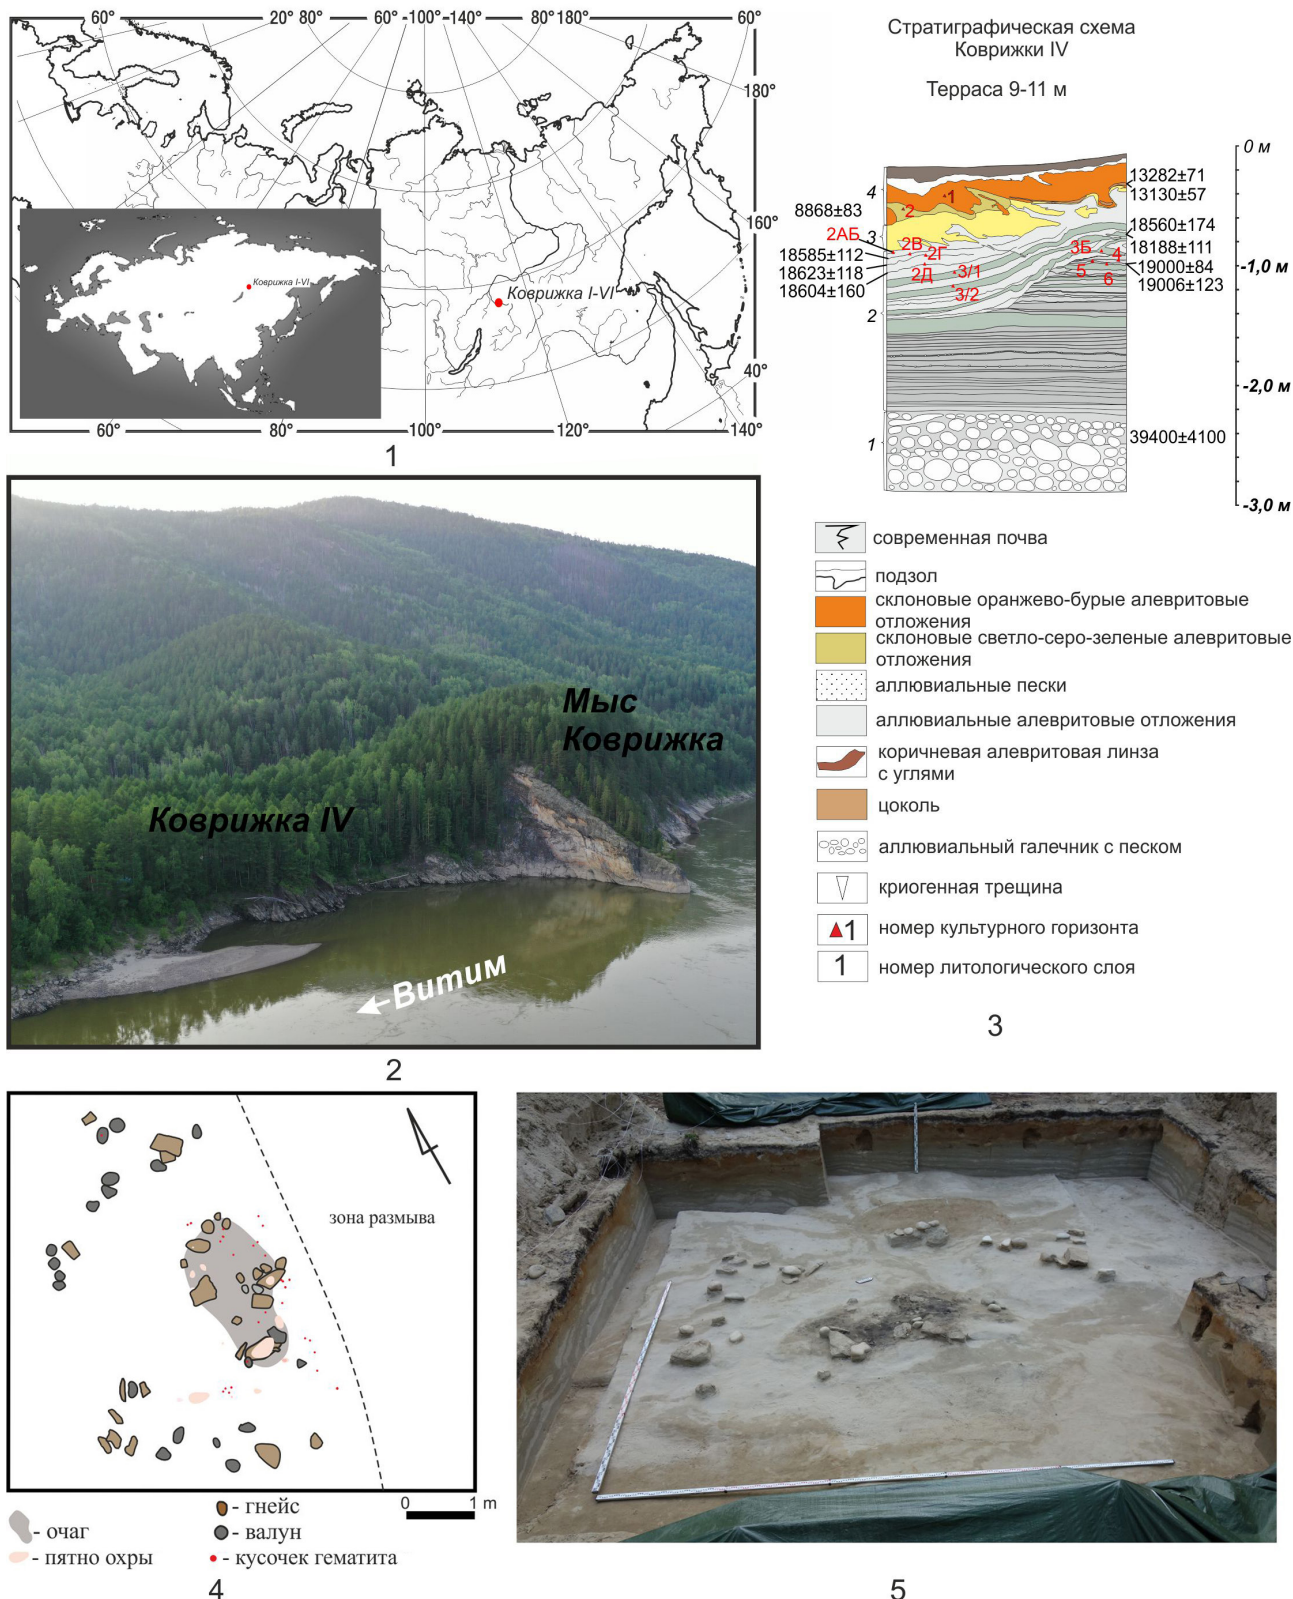 60°
20°
80°
60°
-100°
-140°
80°
180°
60°
180°
160°
40°
60°
80°
100°
120°
140°
Коврижка I-VI
Коврижка I-VI
1
Коврижка IV
Мыс
Коврижка
Витим
2
Стратиграфическая схема
Коврижки IV
Терраса 9-11 м
0 м
-1,0 м
-2,0 м
-3,0 м
4
3
2
1
8868±83
18585±112
18623±118
18604±160
13282±71
13130±57
18560±174
18188±111
19000±84
19006±123
39400±4100
1
2
2АБ
2В
2Г
2Д
3/1
3/2
3Б
4
5
6
современная почва
подзол
склоновые оранжево-бурые алевритовые
отложения
склоновые светло-серо-зеленые алевритовые
отложения
аллювиальные пески
аллювиальные алевритовые отложения
коричневая алевритовая линза
с углями
цоколь
аллювиальный галечник с песком
криогенная трещина
1
номер культурного горизонта
1
номер литологического слоя
3
зона размыва
0 1 m
- очаг
- пятно охры
- гнейс
- валун
- кусочек гематита
4
5